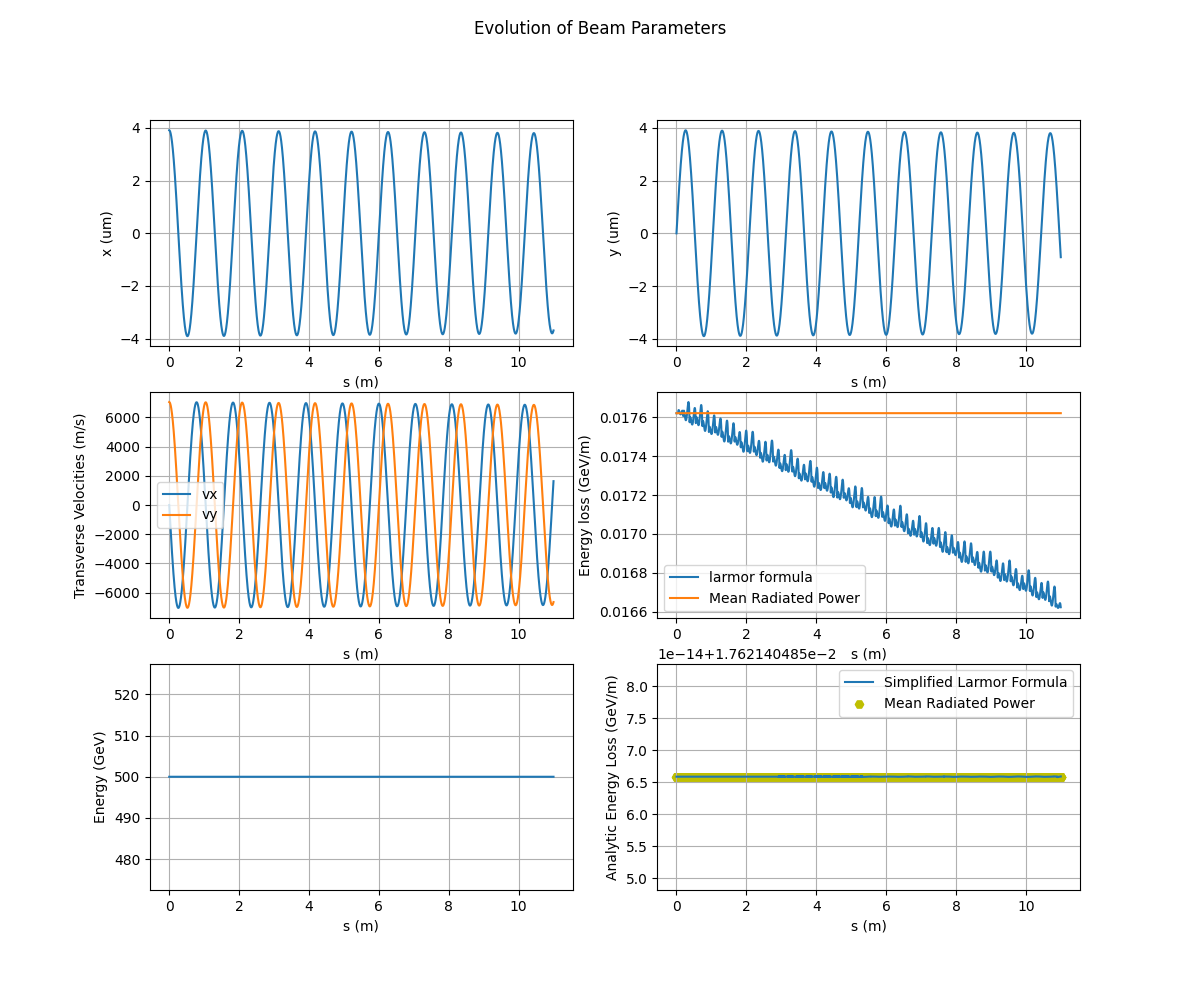 Evolution of Beam Parameters
4
2
0
−2
−4
x (um)
0 2 4 6 8 10
s (m)
4
2
0
−2
−4
y (um)
0 2 4 6 8 10
s (m)
6000
4000
2000
0
−2000
−4000
−6000
Transverse Velocities (m/s)
vx
vy
0 2 4 6 8 10
s (m)
0.0176
0.0174
0.0172
0.0170
0.0168
0.0166
Energy loss (GeV/m)
larmor formula
Mean Radiated Power
0 2 4 6 8 10
s (m)
520
510
500
490
480
Energy (GeV)
0 2 4 6 8 10
s (m)
1e−14+1.762140485e−2
8.0
7.5
7.0
6.5
6.0
5.5
5.0
Analytic Energy Loss (GeV/m)
Simplified Larmor Formula
Mean Radiated Power
0 2 4 6 8 10
s (m)